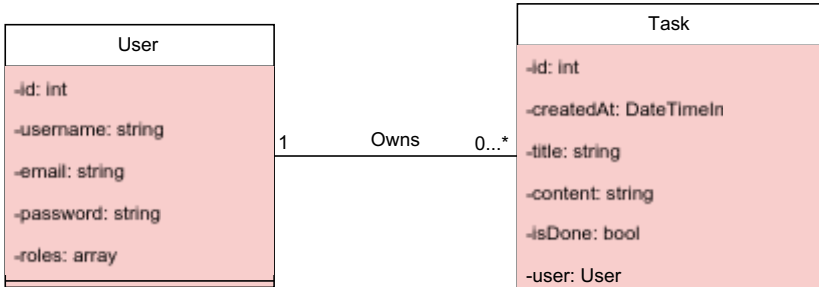 User
-id: int
-username: string
-email: string
-password: string
-roles: array
1
Owns
0...*
Task
-id: int
-createdAt: DateTimeIn
-title: string
-content: string
-isDone: bool
-user: User